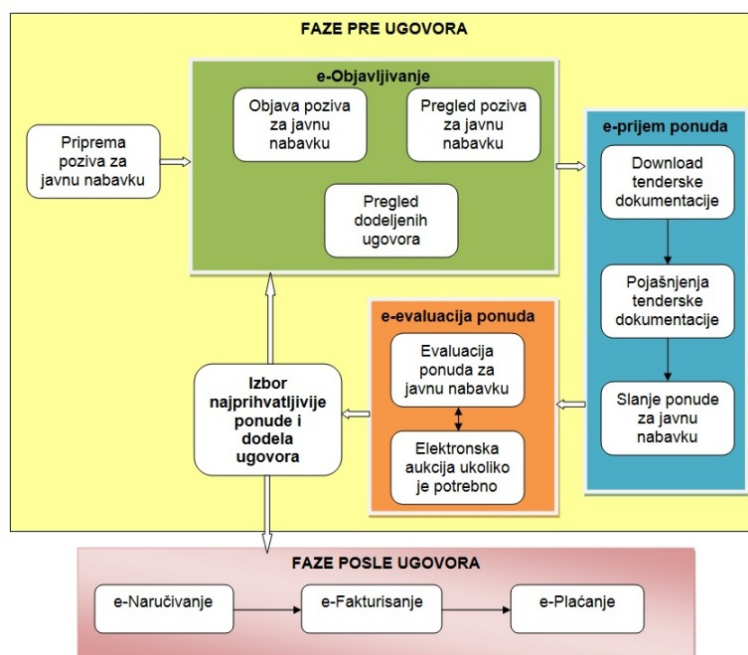 FAZE PRE UGOVORA
e-Objavljivanje
Objava poziva
za javnu
nabavku
Pregled poziva
za javnu
nabavku
Priprema
poziva za
javnu nabavku
Pregled
dodeljenih
ugovora
e-prijem ponuda
Download
tenderske
dokumentacije
Pojašnjenja
tenderske
dokumentacije
Slanje ponude
za javnu
nabavku
e-evaluacija ponuda
Evaluacija
ponuda za
javnu nabavku
Elektronska
aukcija ukoliko
je potrebno
Izbor
najprihvatljivije
ponude i
dodela
ugovora
FAZE POSLE UGOVORA
e-Naručivanje
e-Fakturisanje
e-Plaćanje